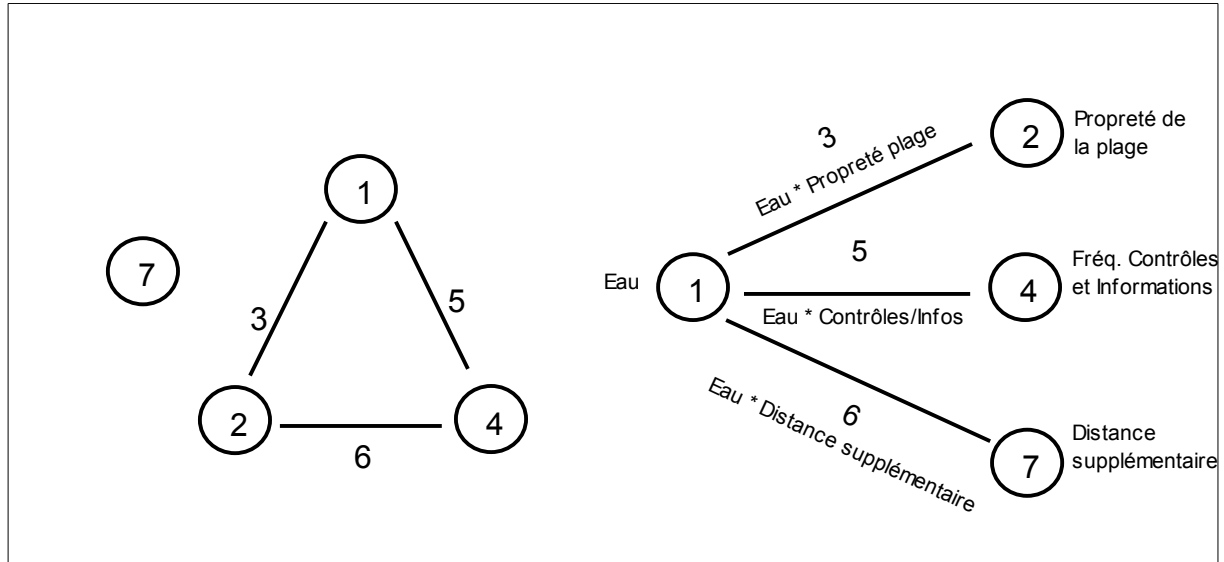 1
7
3
5
2
4
6
3
2
Propreté de
la plage
Eau * Propreté plage
5
Eau
1
4
Fréq. Contrôles
et Informations
Eau * Contrôles/Infos
6
Eau * Distance supplémentaire
7
Distance
supplémentaire